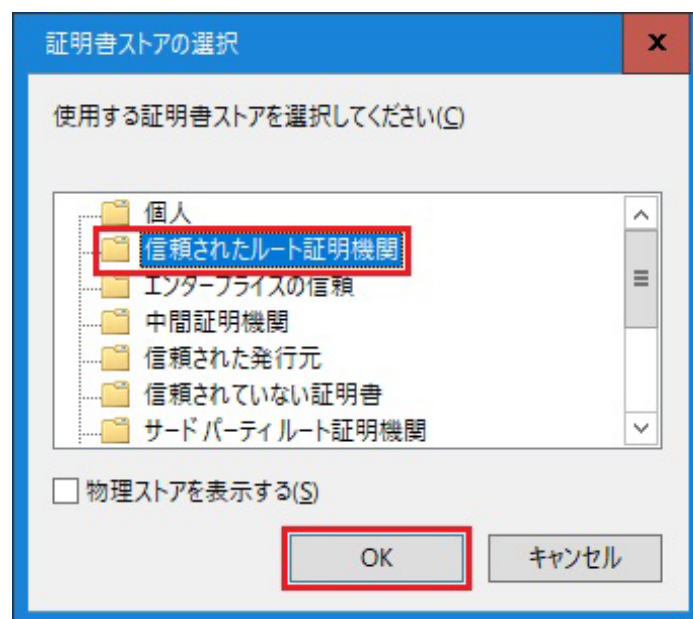 証明書ストアの選択
使用する証明書ストアを選択してください(C)
個人
信頼されたルート証明機関
エンタープライズの信頼
中間証明機関
信頼された発行元
信頼されていない証明書
サード パーティ ルート証明機関
物理ストアを表示する(S)
OK
キャンセル